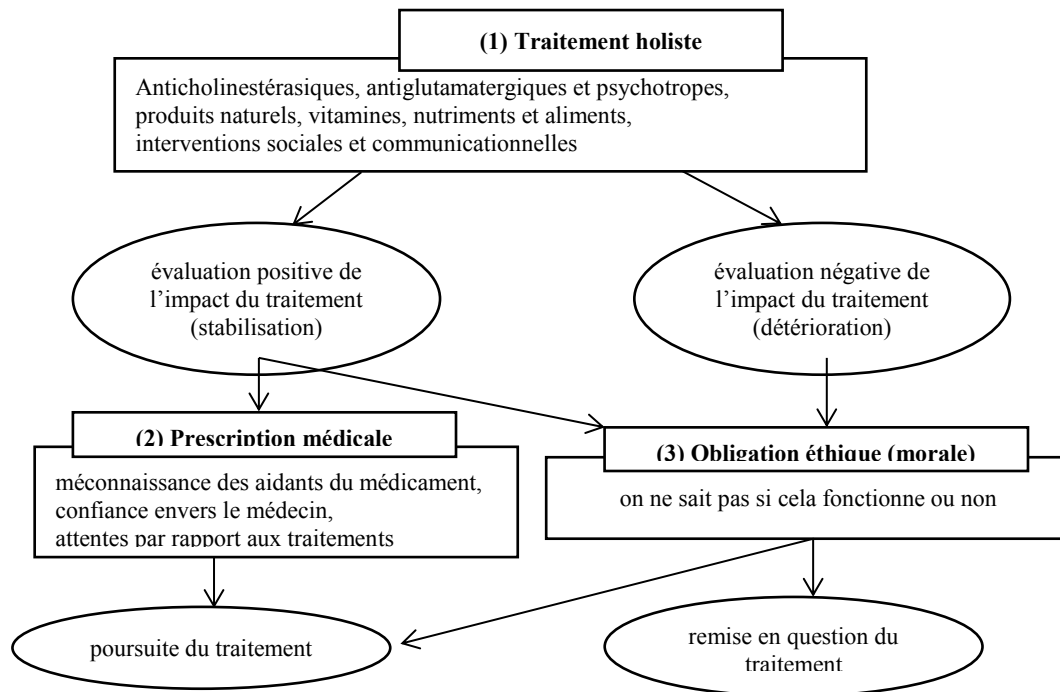 (1) Traitement holiste
Anticholinestérasiques, antiglutamatergiques et psychotropes,
produits naturels, vitamines, nutriments et aliments,
interventions sociales et communicationnelles
évaluation positive de
l’impact du traitement
(stabilisation)
évaluation négative de
l’impact du traitement
(détérioration)
(2) Prescription médicale
méconnaissance des aidants du médicament,
confiance envers le médecin,
attentes par rapport aux traitements
(3) Obligation éthique (morale)
on ne sait pas si cela fonctionne ou non
poursuite du traitement
remise en question du
traitement